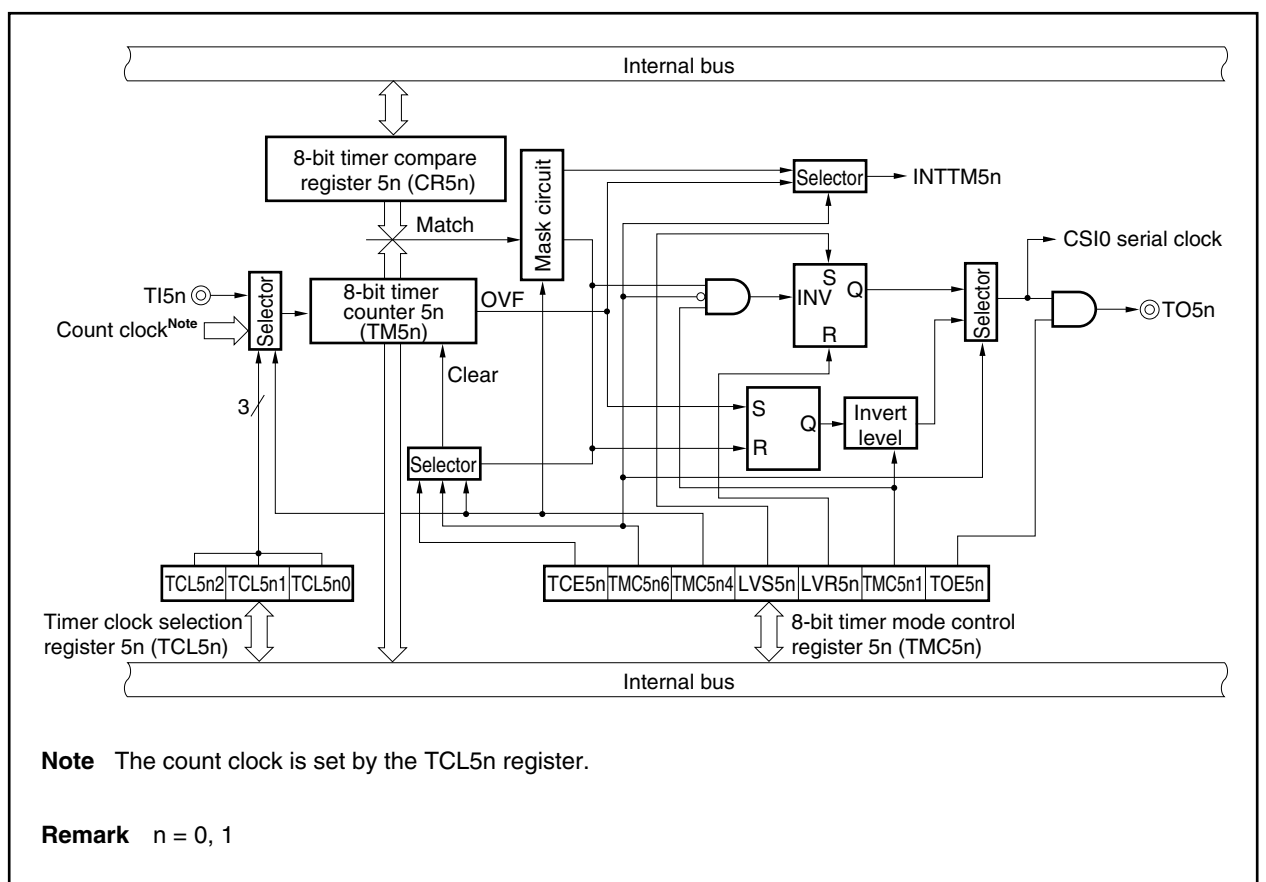 Internal bus
8-bit timer compare
register 5n (CR5n)
Match
Mask circuit
Selector
INTTM5n
CSI0 serial clock
TI5n
Count clockNote
Selector
8-bit timer
counter 5n
(TM5n)
OVF
Clear
S
INV
Q
R
Selector
TO5n
3
Selector
S
R
Q
Invert
level
TCL5n2 TCL5n1 TCL5n0
TCE5n TMC5n6 TMC5n4 LVS5n LVR5n TMC5n1 TOE5n
Timer clock selection
register 5n (TCL5n)
8-bit timer mode control
register 5n (TMC5n)
Internal bus
Note The count clock is set by the TCL5n register.
Remark n = 0, 1